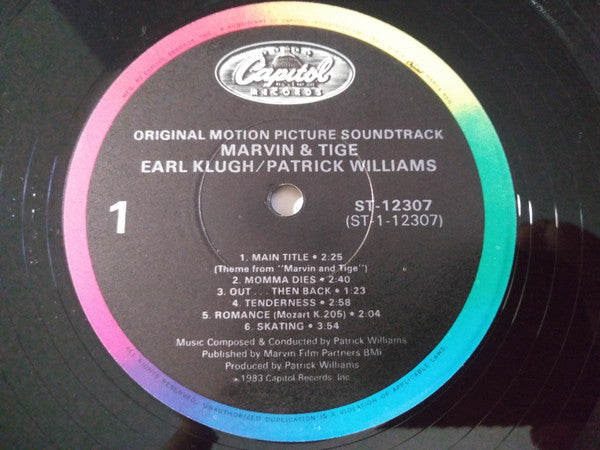 Capitol
RECORDS
ORIGINAL MOTION PICTURE SOUNDTRACK
MARVIN & TIGE
EARL KLUGH/PATRICK WILLIAMS
1
ST-12307
(ST-1-12307)
1. MAIN TITLE • 2:25
(Theme from "Marvin and Tige")
2. MOMMA DIES • 2:40
3. OUT . . . THEN BACK • 1:23
4. TENDERNESS • 2:58
5. ROMANCE (Mozart K.205) • 2:04
6. SKATING • 3:54
Music Composed & Conducted by Patrick Williams
Published by Marvin Film Partners BMI
Produced by Patrick Williams
1983 Capitol Records, Inc.
ALL RIGHTS RESERVED. UNAUTHORIZED DUPLICATION IS A VIOLATION OF APPLICABLE LAWS.